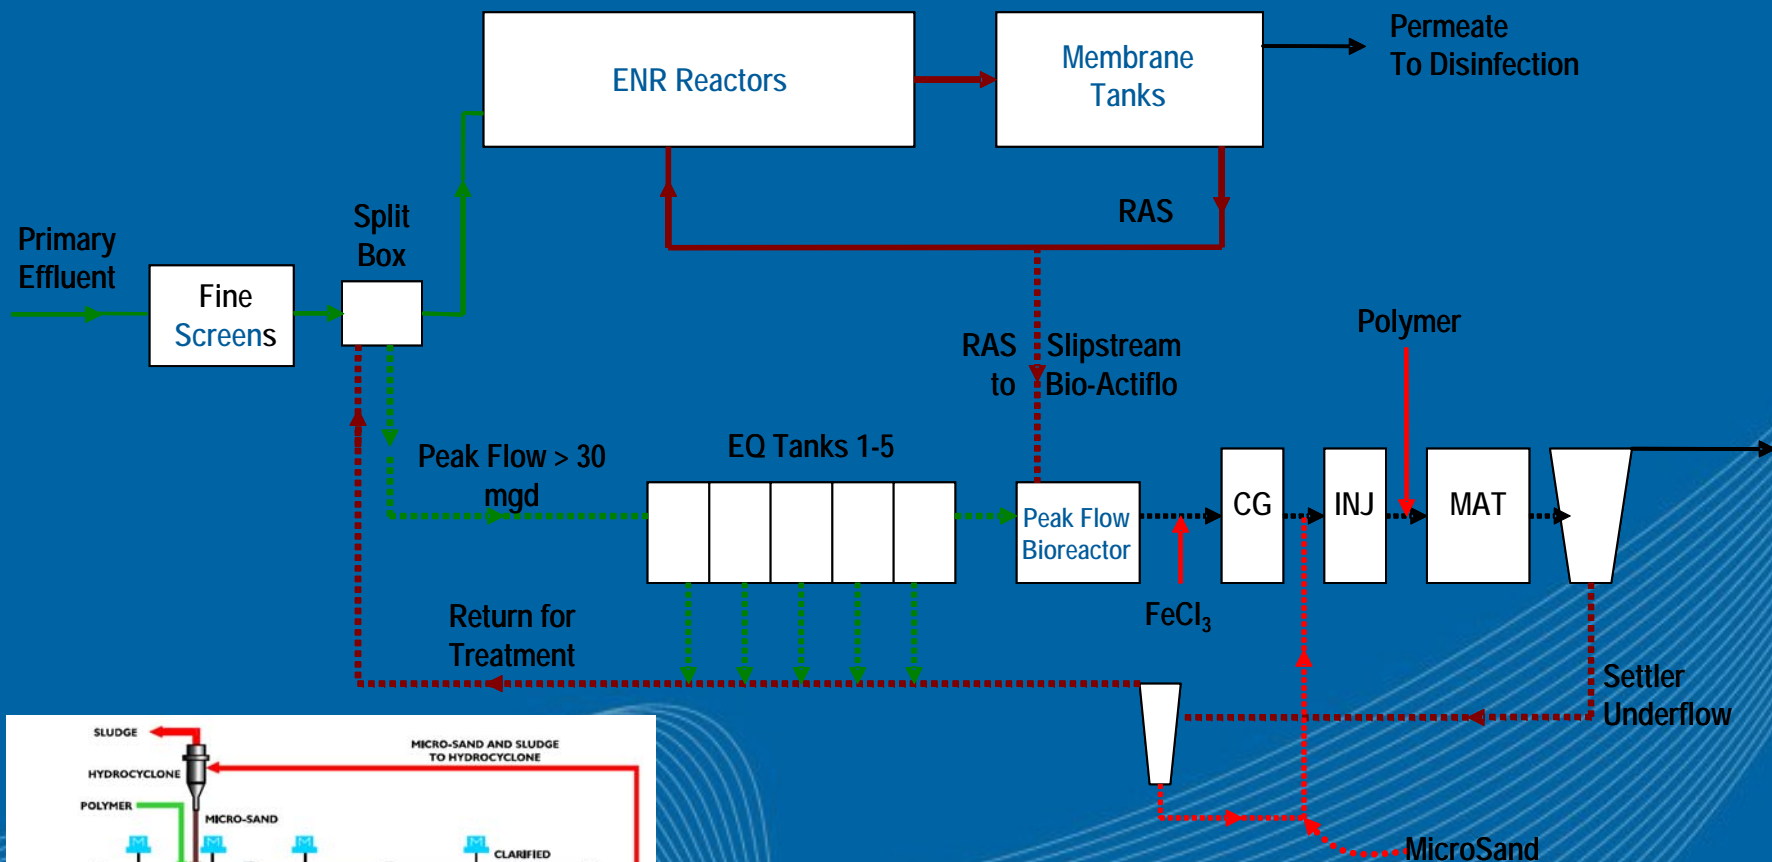 Permeate
To Disinfection
ENR Reactors
Membrane
Tanks
RAS
Split
Box
Primary
Effluent
Fine
Screens
RAS Slipstream
to Bio-Actiflo
Polymer
Peak Flow > 30
mgd
EQ Tanks 1-5
Peak Flow
Bioreactor
CG
INJ
MAT
FeCl₃
Return for
Treatment
Settler
Underflow
MicroSand
SLUDGE
MICRO-SAND AND SLUDGE
TO HYDROCYCLONE
HYDROCYCLONE
POLYMER
MICRO-SAND
M
M
M
M
CLARIFIED